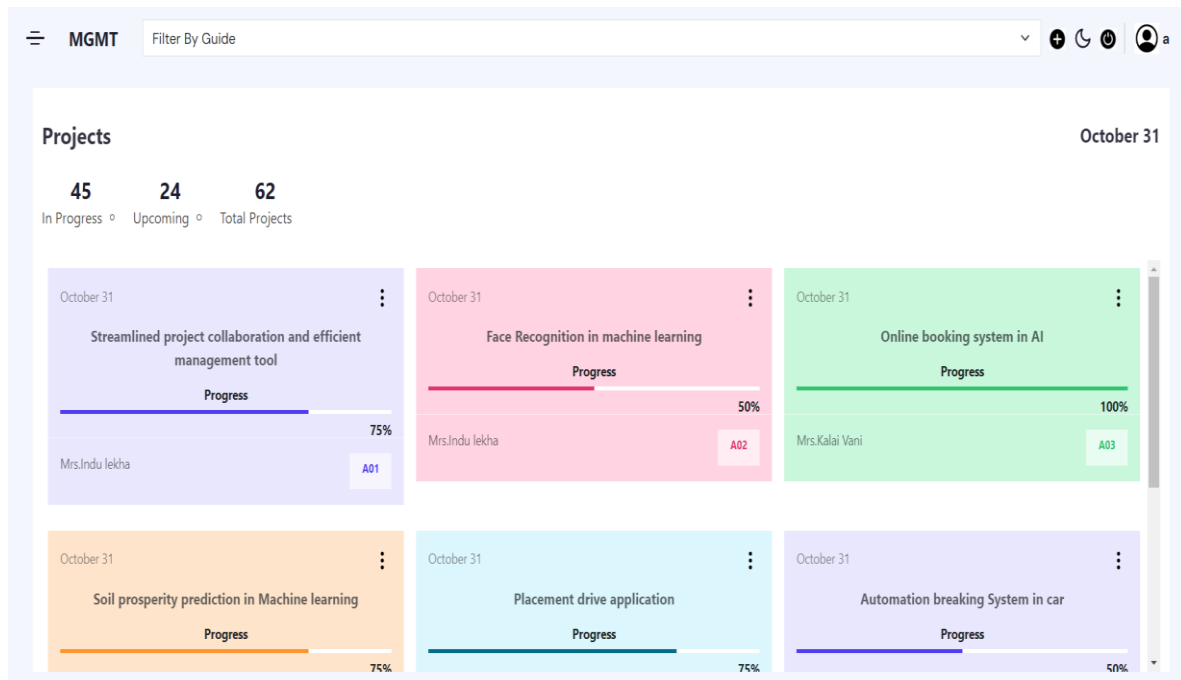 MGMT
Filter By Guide
a
Projects
October 31
45
24
62
In Progress
Upcoming
Total Projects
October 31
Streamlined project collaboration and efficient
management tool
Progress
75%
Mrs.Indu lekha
A01
October 31
Face Recognition in machine learning
Progress
50%
Mrs.Indu lekha
A02
October 31
Online booking system in AI
Progress
100%
Mrs.Kalai Vani
A03
October 31
Soil prosperity prediction in Machine learning
Progress
75%
October 31
Placement drive application
Progress
75%
October 31
Automation breaking System in car
Progress
50%